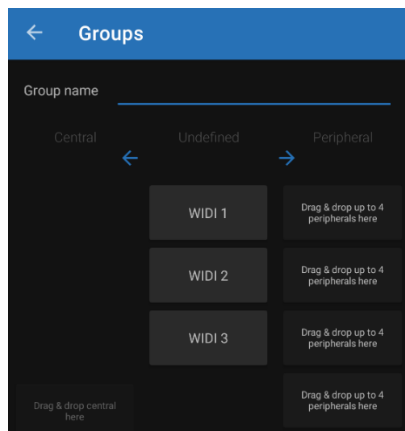 Groups
Group name
Central
Undefined
Peripheral
WIDI 1
Drag & drop up to 4
peripherals here
WIDI 2
Drag & drop up to 4
peripherals here
WIDI 3
Drag & drop up to 4
peripherals here
Drag & drop central
here
Drag & drop up to 4
peripherals here